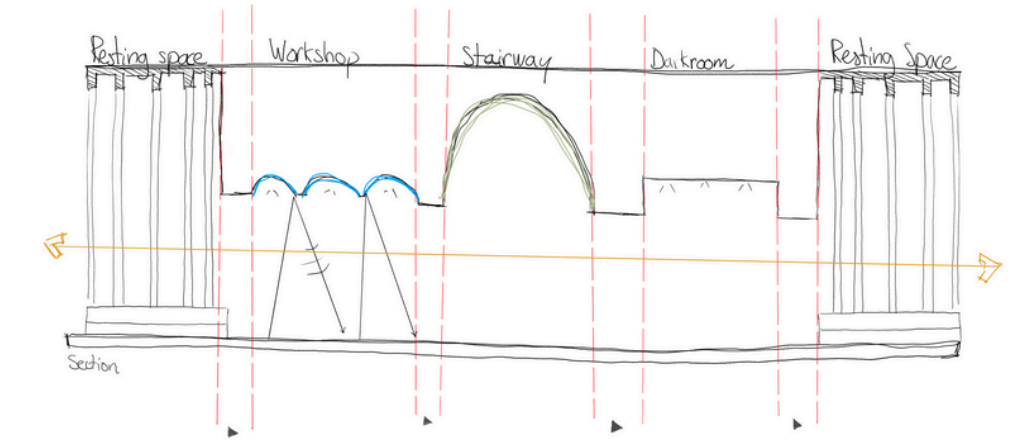 Resting space
Workshop
Stairway
Darkroom
Resting Space
Section